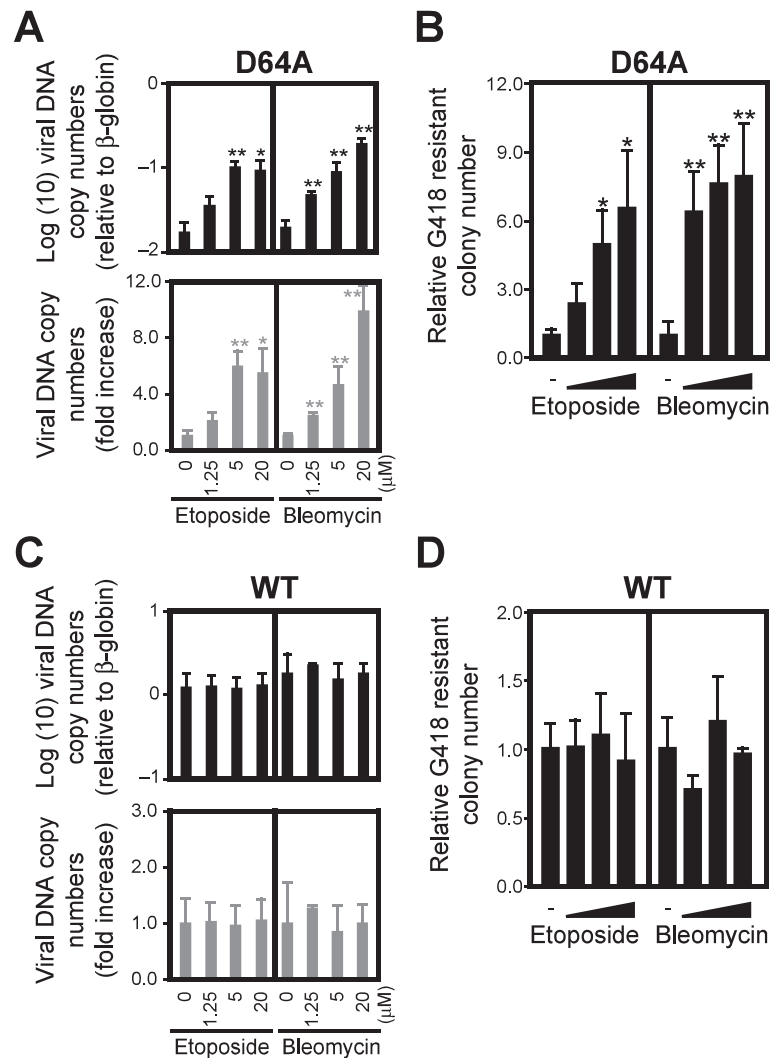 A
D64A
Log (10) viral DNA
copy numbers
(relative to β-globin)
0
−1
−2
** *
** ** **
Viral DNA copy
numbers
(fold increase)
12.0
8.0
4.0
0.0
** *
** ** **
0 1.25 5 20 0 1.25 5 20 (μM)
Etoposide Bleomycin
B
D64A
Relative G418 resistant
colony number
12.0
9.0
6.0
3.0
0.0
* *
** ** **
- -
Etoposide Bleomycin
C
WT
Log (10) viral DNA
copy numbers
(relative to β-globin)
1
0
−1
Viral DNA copy
numbers
(fold increase)
3.0
2.0
1.0
0.0
0 1.25 5 20 0 1.25 5 20 (μM)
Etoposide Bleomycin
D
WT
Relative G418 resistant
colony number
2.0
1.5
1.0
0.5
0.0
- -
Etoposide Bleomycin